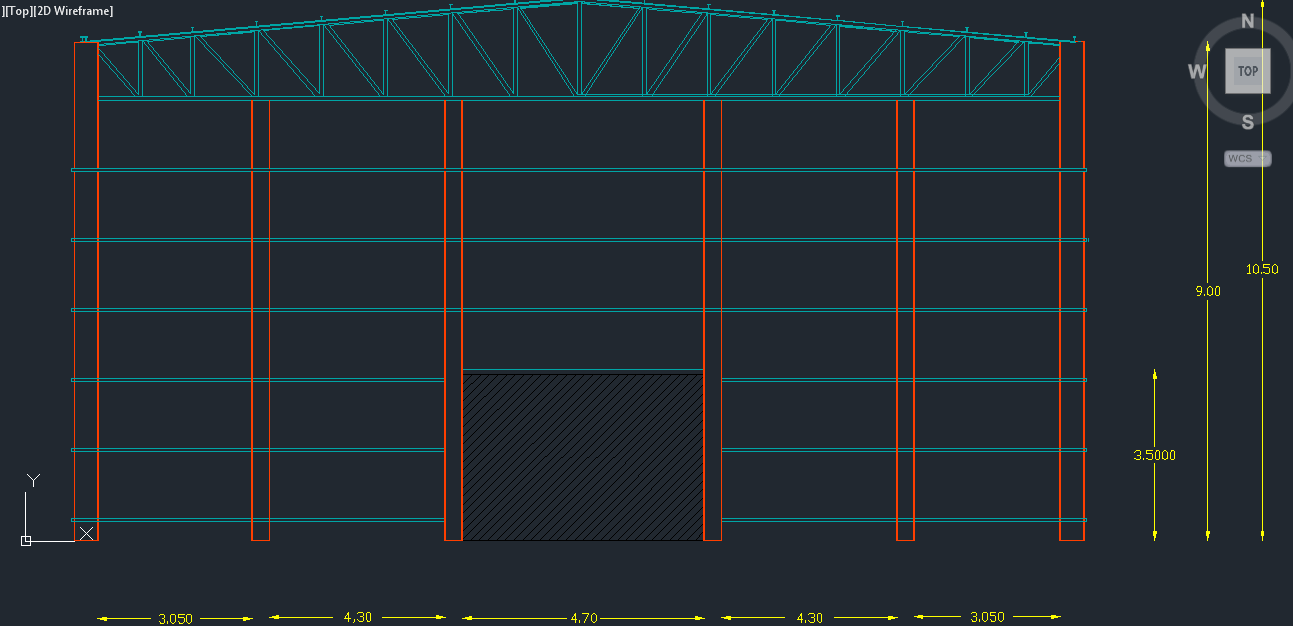 ][Top][2D Wireframe]
N
W
TOP
S
WCS
10.50
9.00
3.5000
Y
X
3.050
4,30
4.70
4.30
3.050